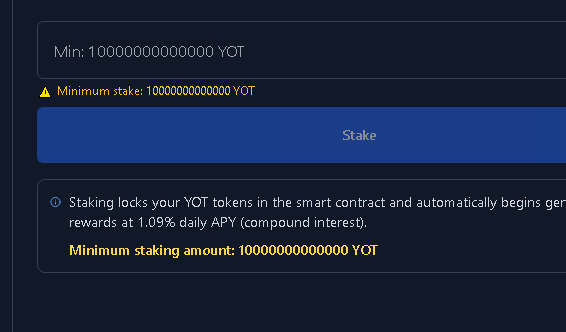 Min: 10000000000000 YOT
Minimum stake: 10000000000000 YOT
Stake
Staking locks your YOT tokens in the smart contract and automatically begins gen
rewards at 1.09% daily APY (compound interest).
Minimum staking amount: 10000000000000 YOT